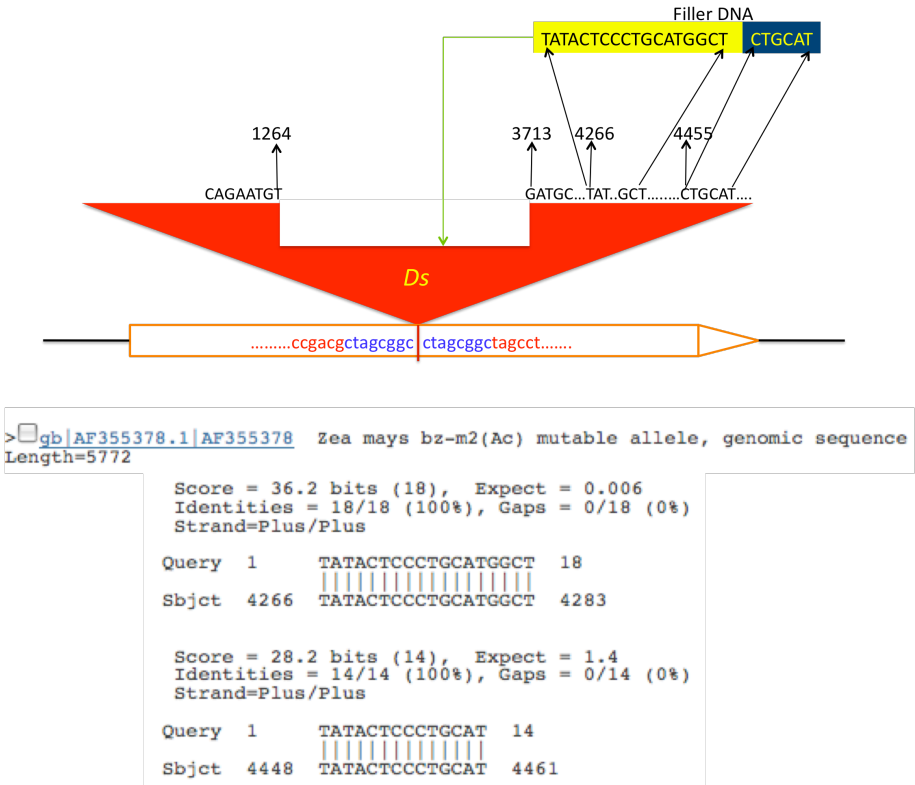 Filler DNA
TATACTCCCTGCATGGCT CTGCAT
1264 3713 4266 4455
CAGAATGT GATGC...TAT..GCT........CTGCAT....
Ds
.........ccgacgctagcggc ctagcggctagcct.......
>gb|AF355378.1|AF355378 Zea mays bz-m2(Ac) mutable allele, genomic sequence
Length=5772
Score = 36.2 bits (18), Expect = 0.006
Identities = 18/18 (100%), Gaps = 0/18 (0%)
Strand=Plus/Plus
Query 1 TATACTCCCTGCATGGCT 18
||||||||||||||||||
Sbjct 4266 TATACTCCCTGCATGGCT 4283
Score = 28.2 bits (14), Expect = 1.4
Identities = 14/14 (100%), Gaps = 0/14 (0%)
Strand=Plus/Plus
Query 1 TATACTCCCTGCAT 14
||||||||||||||
Sbjct 4448 TATACTCCCTGCAT 4461